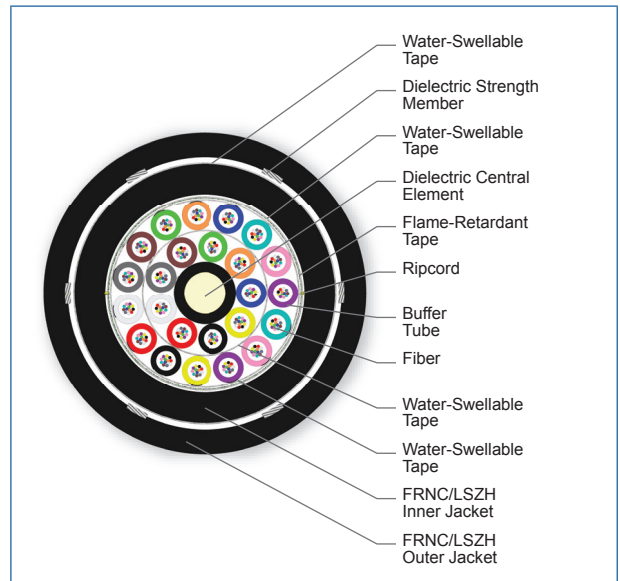 Water-Swellable
Tape
Dielectric Strength
Member
Water-Swellable
Tape
Dielectric Central
Element
Flame-Retardant
Tape
Ripcord
Buffer
Tube
Fiber
Water-Swellable
Tape
Water-Swellable
Tape
FRNC/LSZH
Inner Jacket
FRNC/LSZH
Outer Jacket